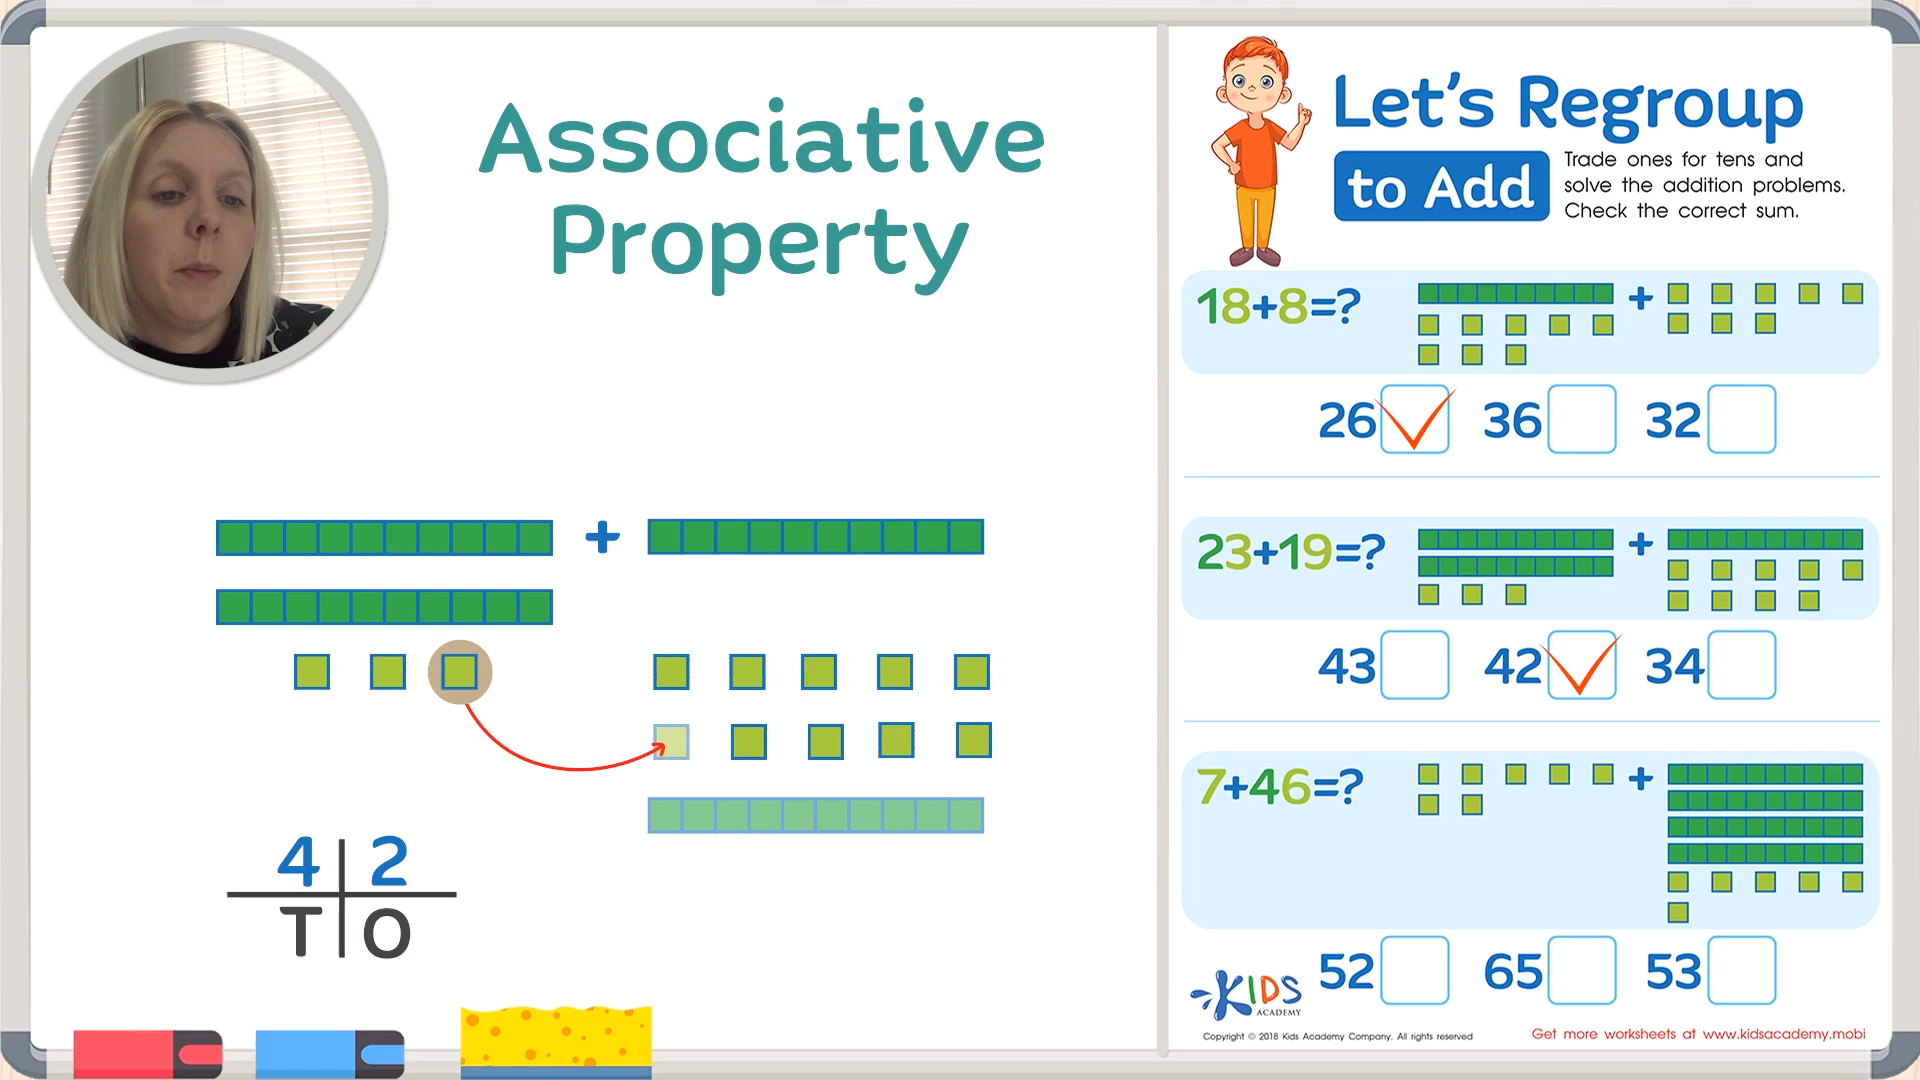 Associative
Property
+
4 2
T O
Let's Regroup
to Add
Trade ones for tens and
solve the addition problems.
Check the correct sum.
18+8=?
+
26 36 32
23+19=?
+
43 42 34
7+46=?
+
52 65 53
KIDS
ACADEMY
Copyright © 2018 Kids Academy Company. All rights reserved
Get more worksheets at www.kidsacademy.mobi